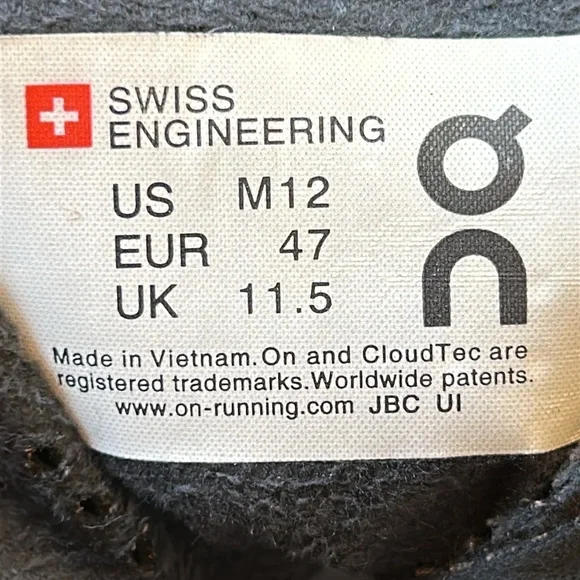 SWISS
ENGINEERING
US M12
EUR 47
UK 11.5
On
Made in Vietnam. On and CloudTec are
registered trademarks. Worldwide patents.
www.on-running.com JBC UI